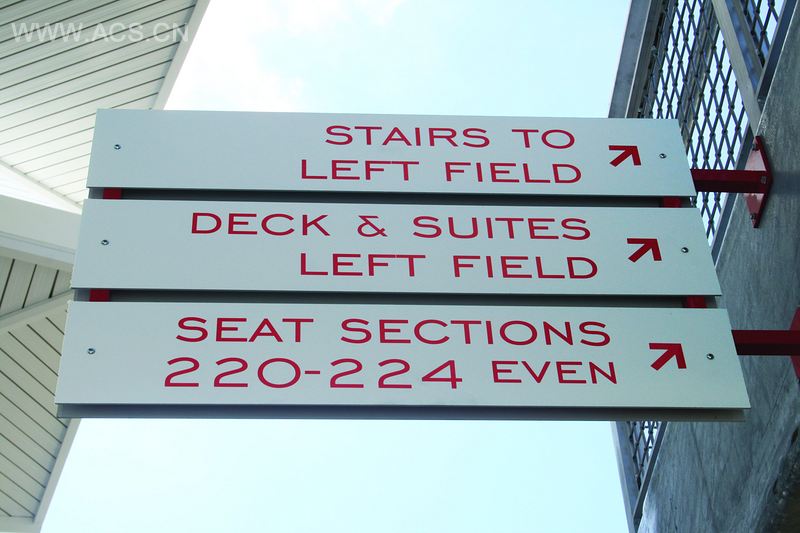 WWW.ACS.CN
STAIRS TO
LEFT FIELD
DECK & SUITES
LEFT FIELD
SEAT SECTIONS
220-224 EVEN